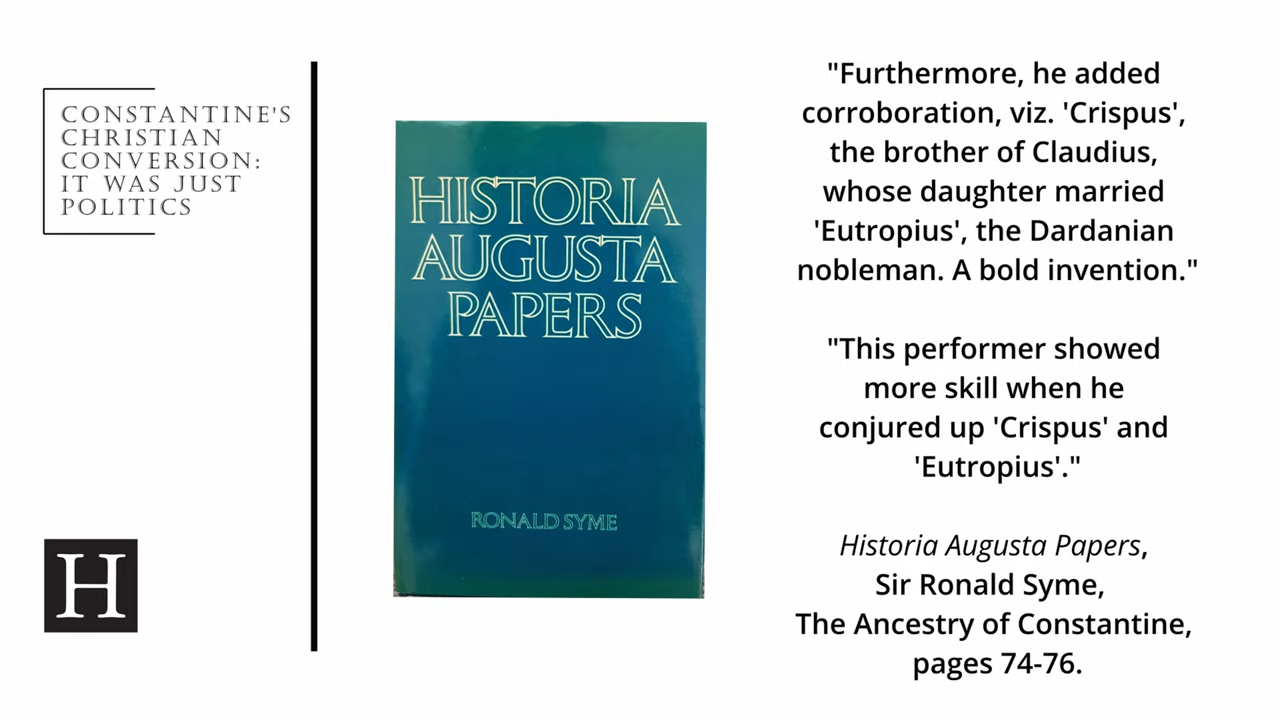 CONSTANTINE'S
CHRISTIAN
CONVERSION:
IT WAS JUST
POLITICS
H
HISTORIA
AUGUSTA
PAPERS
RONALD SYME
"Furthermore, he added
corroboration, viz. 'Crispus',
the brother of Claudius,
whose daughter married
'Eutropius', the Dardanian
nobleman. A bold invention."
"This performer showed
more skill when he
conjured up 'Crispus' and
'Eutropius'."
Historia Augusta Papers,
Sir Ronald Syme,
The Ancestry of Constantine,
pages 74-76.